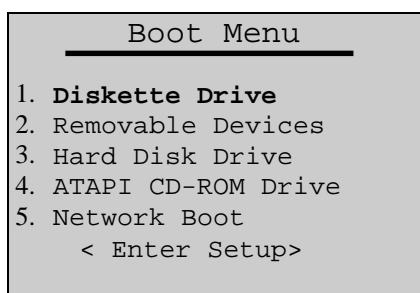 Boot Menu
1. Diskette Drive
2. Removable Devices
3. Hard Disk Drive
4. ATAPI CD-ROM Drive
5. Network Boot
< Enter Setup>